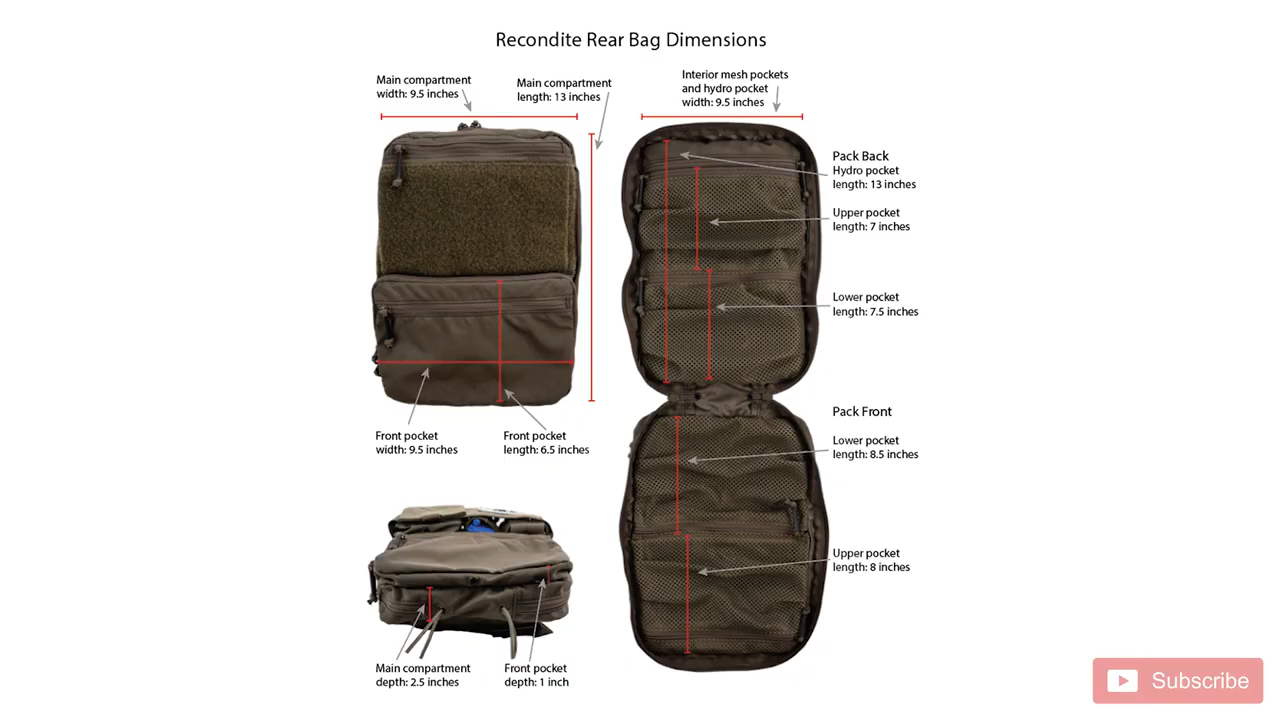 Recondite Rear Bag Dimensions
Main compartment
width: 9.5 inches
Main compartment
length: 13 inches
Interior mesh pockets
and hydro pocket
width: 9.5 inches
Pack Back
Hydro pocket
length: 13 inches
Upper pocket
length: 7 inches
Lower pocket
length: 7.5 inches
Front pocket
width: 9.5 inches
Front pocket
length: 6.5 inches
Pack Front
Lower pocket
length: 8.5 inches
Upper pocket
length: 8 inches
Main compartment
depth: 2.5 inches
Front pocket
depth: 1 inch
Subscribe